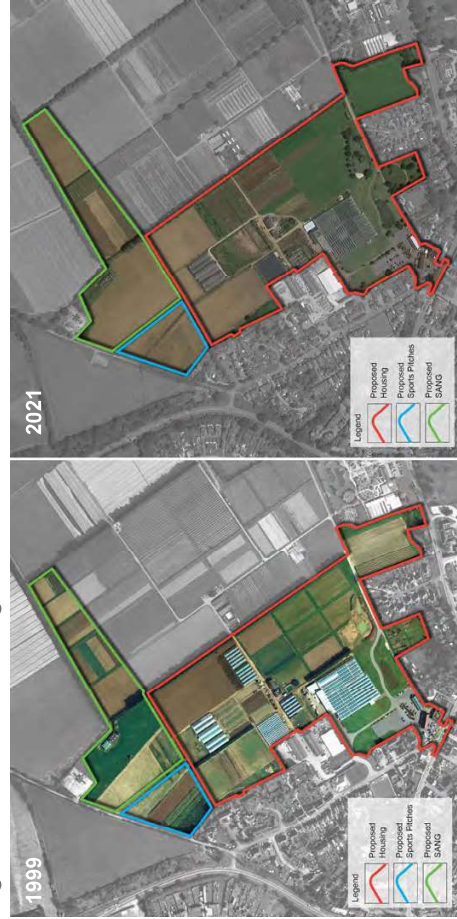 1999
Legend
Proposed
Housing
Proposed
Sports Pitches
Proposed
SANG
2021
Legend
Proposed
Housing
Proposed
Sports Pitches
Proposed
SANG